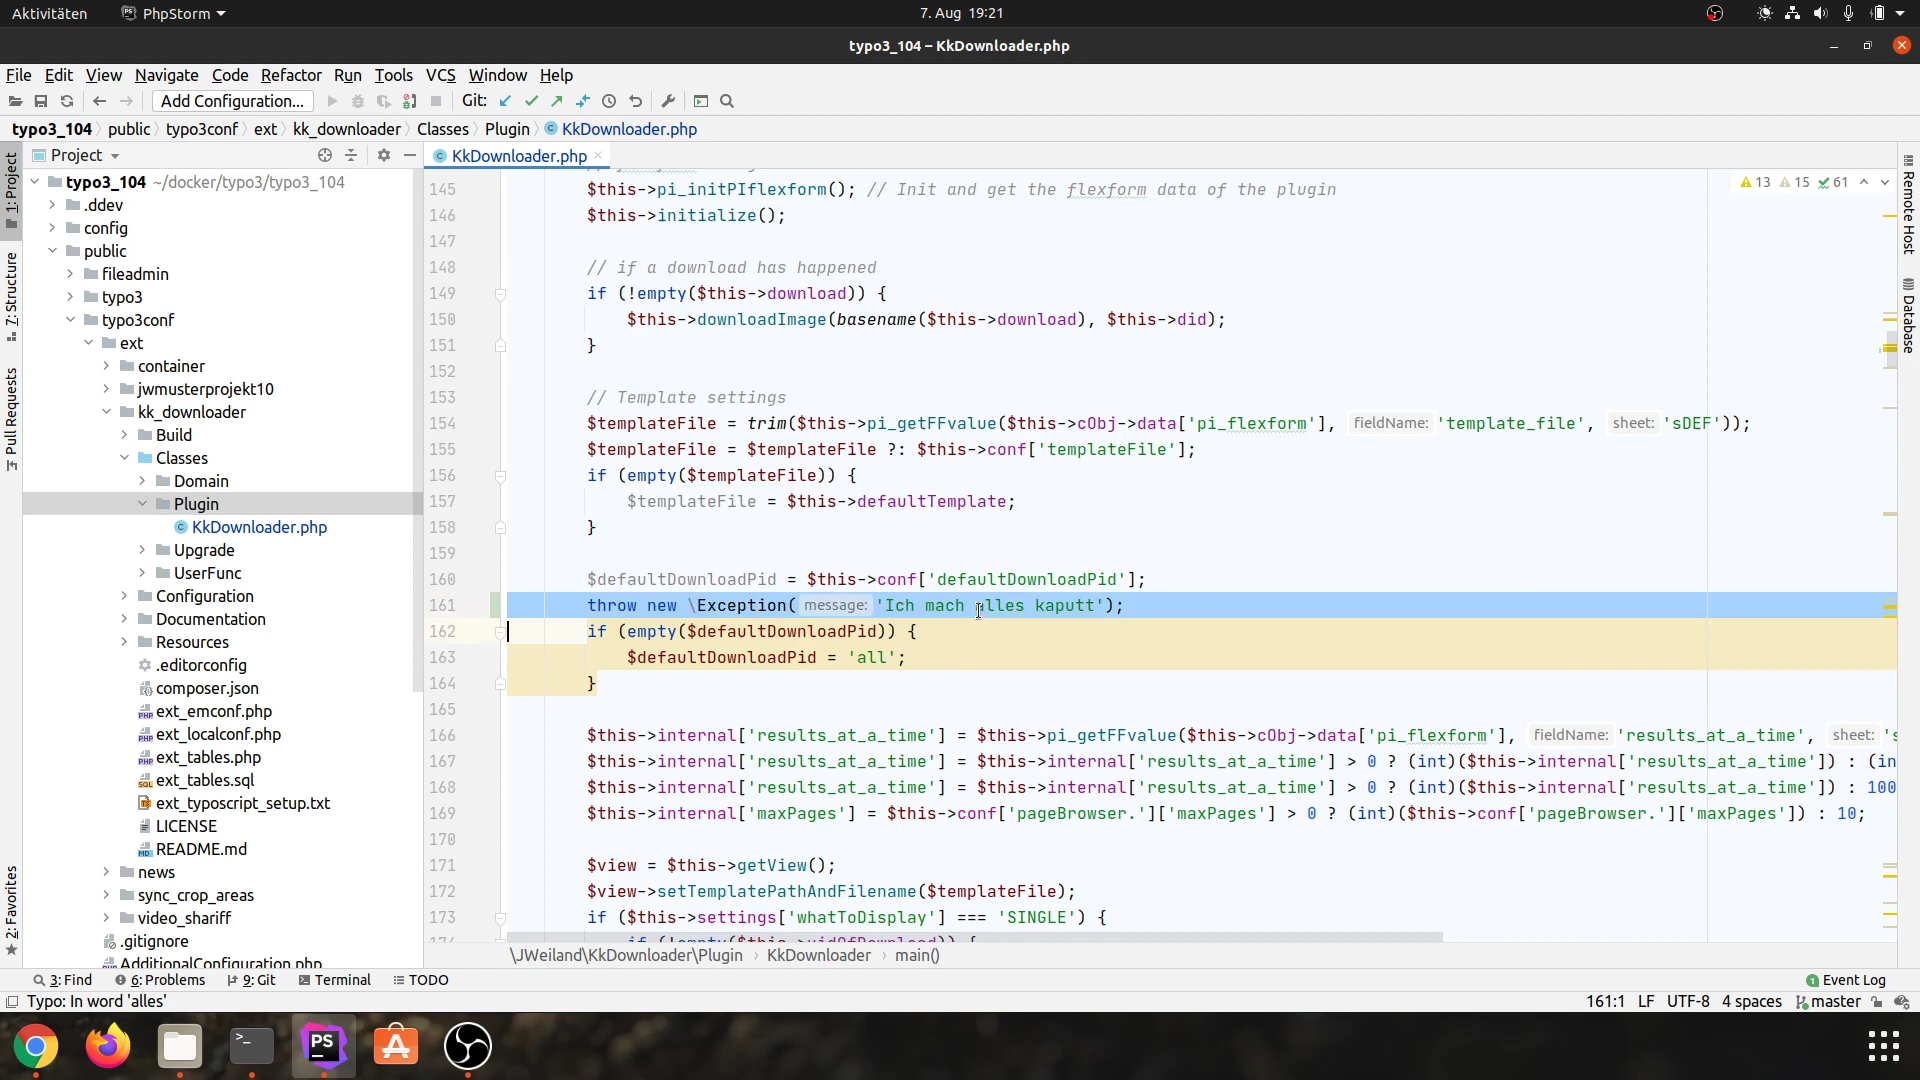 Aktivitäten
PhpStorm
7. Aug 19:21
typo3_104 – KkDownloader.php
File Edit View Navigate Code Refactor Run Tools VCS Window Help
Add Configuration...
Git:
typo3_104 public typo3conf ext kk_downloader Classes Plugin KkDownloader.php
Project
KkDownloader.php
1: Project
7: Structure
Pull Requests
2: Favorites
typo3_104 ~/docker/typo3/typo3_104
.ddev
config
public
fileadmin
typo3
typo3conf
ext
container
jwmusterprojekt10
kk_downloader
Build
Classes
Domain
Plugin
KkDownloader.php
Upgrade
UserFunc
Configuration
Documentation
Resources
.editorconfig
composer.json
ext_emconf.php
ext_localconf.php
ext_tables.php
ext_tables.sql
ext_typoscript_setup.txt
LICENSE
README.md
news
sync_crop_areas
video_shariff
.gitignore
AdditionalConfiguration.php
13 15 61
145 $this->pi_initPIflexform(); // Init and get the flexform data of the plugin
146 $this->initialize();
147
148 // if a download has happened
149 if (!empty($this->download)) {
150 $this->downloadImage(basename($this->download), $this->did);
151 }
152
153 // Template settings
154 $templateFile = trim($this->pi_getFFvalue($this->cObj->data['pi_flexform'], fieldName: 'template_file', sheet: 'sDEF'));
155 $templateFile = $templateFile ?: $this->conf['templateFile'];
156 if (empty($templateFile)) {
157 $templateFile = $this->defaultTemplate;
158 }
159
160 $defaultDownloadPid = $this->conf['defaultDownloadPid'];
161 throw new \Exception( message: 'Ich mach alles kaputt');
162 if (empty($defaultDownloadPid)) {
163 $defaultDownloadPid = 'all';
164 }
165
166 $this->internal['results_at_a_time'] = $this->pi_getFFvalue($this->cObj->data['pi_flexform'], fieldName: 'results_at_a_time', sheet: 's
167 $this->internal['results_at_a_time'] = $this->internal['results_at_a_time'] > 0 ? (int)($this->internal['results_at_a_time']) : (in
168 $this->internal['results_at_a_time'] = $this->internal['results_at_a_time'] > 0 ? (int)($this->internal['results_at_a_time']) : 100
169 $this->internal['maxPages'] = $this->conf['pageBrowser.']['maxPages'] > 0 ? (int)($this->conf['pageBrowser.']['maxPages']) : 10;
170
171 $view = $this->getView();
172 $view->setTemplatePathAndFilename($templateFile);
173 if ($this->settings['whatToDisplay'] === 'SINGLE') {
174 if (!empty($this->uidOfDownload)) {
\JWeiland\KkDownloader\Plugin KkDownloader main()
Remote Host
Database
3: Find 6: Problems 9: Git Terminal TODO
1 Event Log
Typo: In word 'alles'
161:1 LF UTF-8 4 spaces master
PS